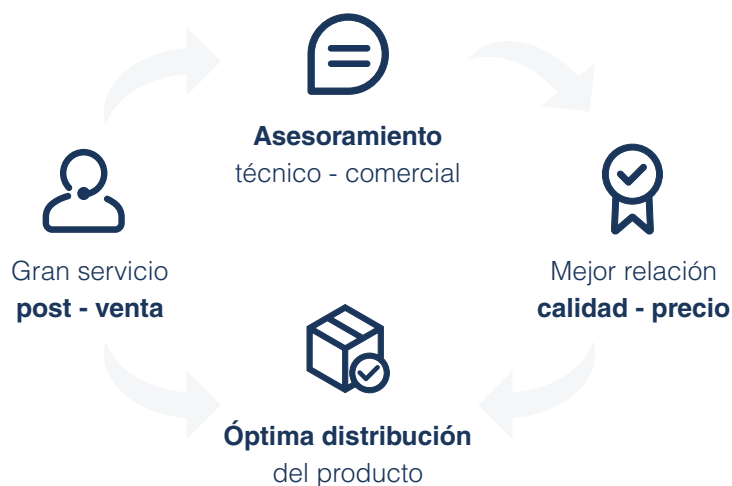 Asesoramiento
técnico - comercial
Gran servicio
post - venta
Mejor relación
calidad - precio
Óptima distribución
del producto